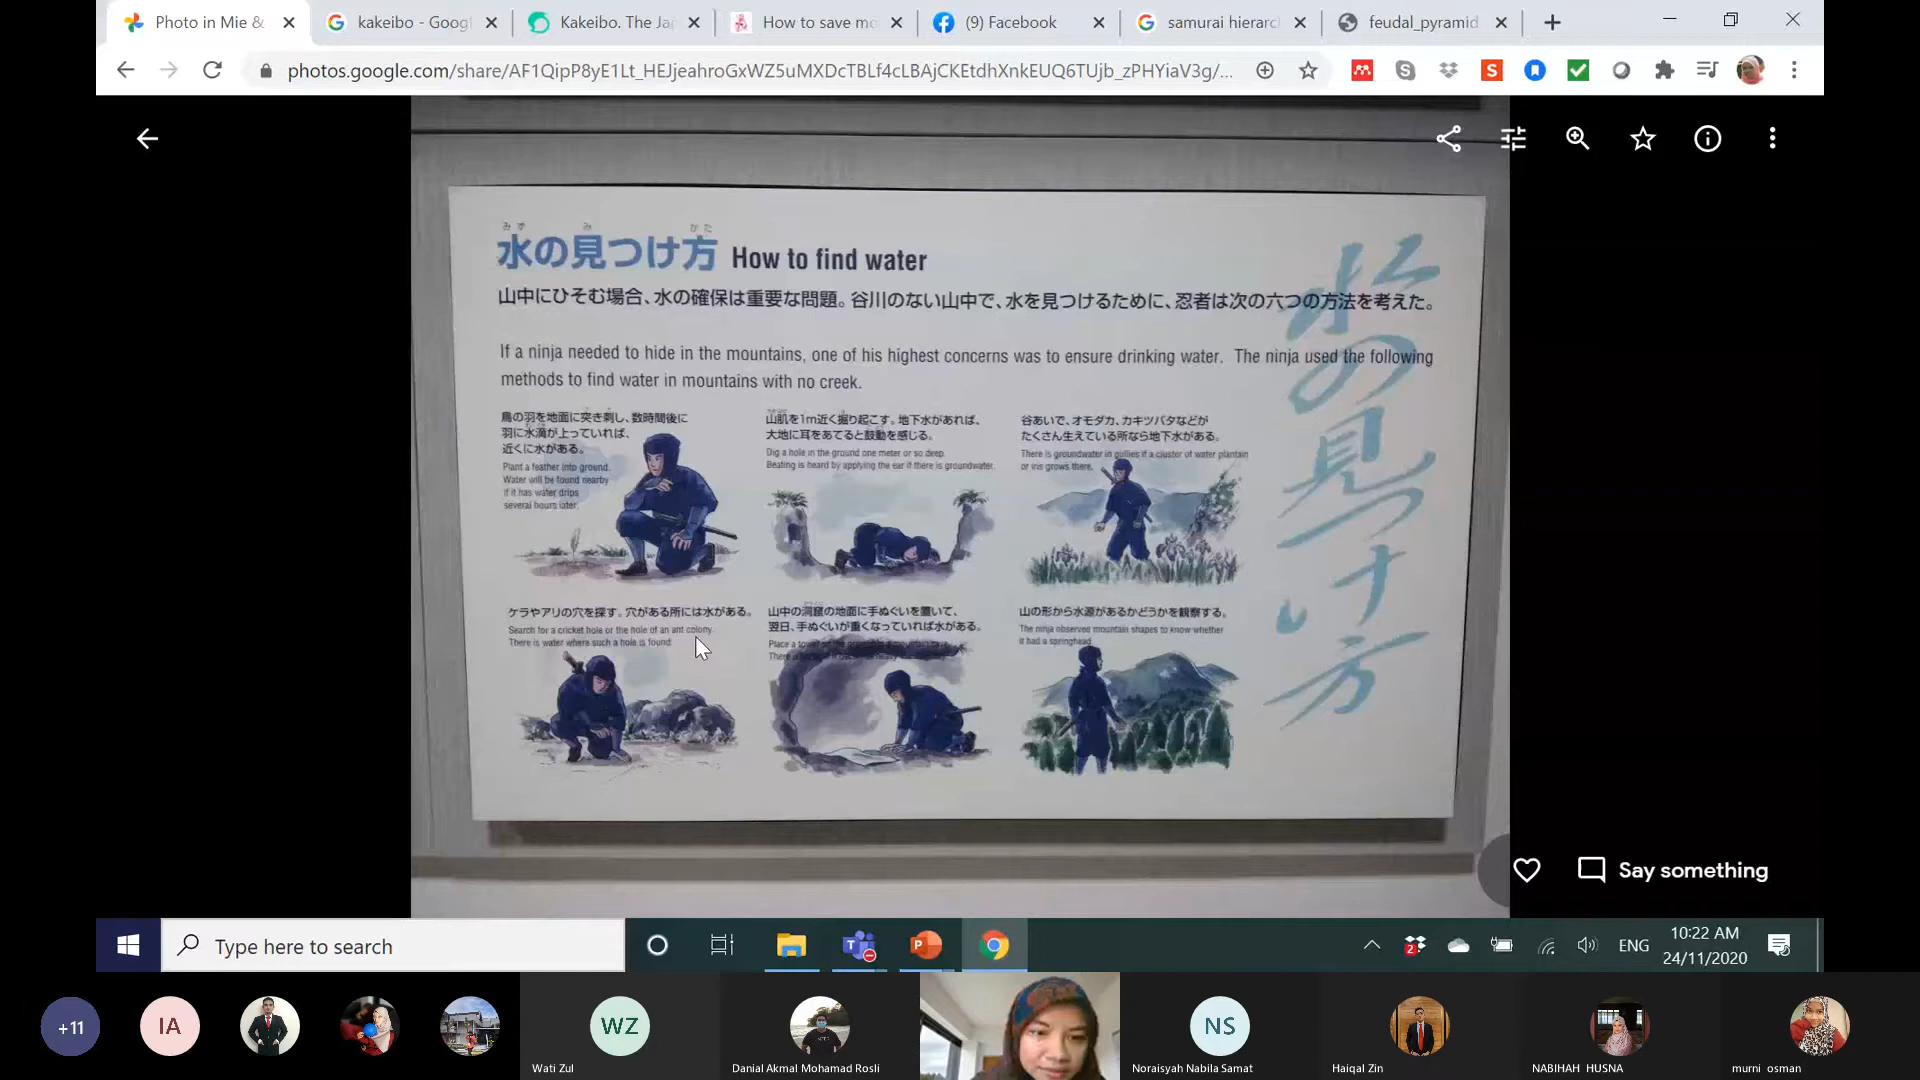 Photo in Mie &
kakeibo - Goog
Kakeibo. The Ja
How to save mo
(9) Facebook
samurai hierarc
feudal_pyramid
photos.google.com/share/AF1QipP8yE1Lt_HEJjeahroGxWZ5uMXDcTBLf4cLBAjCKEtdhXnkEUQ6TUjb_zPHYiaV3g/...
みず み かた
水の見つけ方 How to find water
山中にひそむ場合、水の確保は重要な問題。谷川のない山中で、水を見つけるために、忍者は次の六つの方法を考えた。
If a ninja needed to hide in the mountains, one of his highest concerns was to ensure drinking water. The ninja used the following
methods to find water in mountains with no creek.
鳥の羽を地面に突き刺し、数時間後に
羽に水滴が上っていれば、
近くに水がある。
Plant a feather into ground.
Water will be found nearby
if it has water drips
several hours later.
山肌を1m近く掘り起こす。地下水があれば、
大地に耳をあてると鼓動を感じる。
Dig a hole in the ground one meter or so deep.
Beating is heard by applying the ear if there is groundwater.
谷あいで、オモダカ、カキツバタなどが
たくさん生えている所なら地下水がある。
There is groundwater in gullies if a cluster of water plantain
or iris grows there.
ケラやアリの穴を探す。穴がある所には水がある。
Search for a cricket hole or the hole of an ant colony.
There is water where such a hole is found.
山中の洞窟の地面に手ぬぐいを置いて、
翌日、手ぬぐいが重くなっていれば水がある。
Place a towel
山の形から水源があるかどうかを観察する。
The ninja observed mountain shapes to know whether
it had a springhead.
水の見つけ方
Say something
Type here to search
2
ENG
10:22 AM
24/11/2020
+11
IA
WZ
Wati Zul
Danial Akmal Mohamad Rosli
NS
Noraisyah Nabila Samat
Haiqal Zin
NABIHAH HUSNA
murni osman